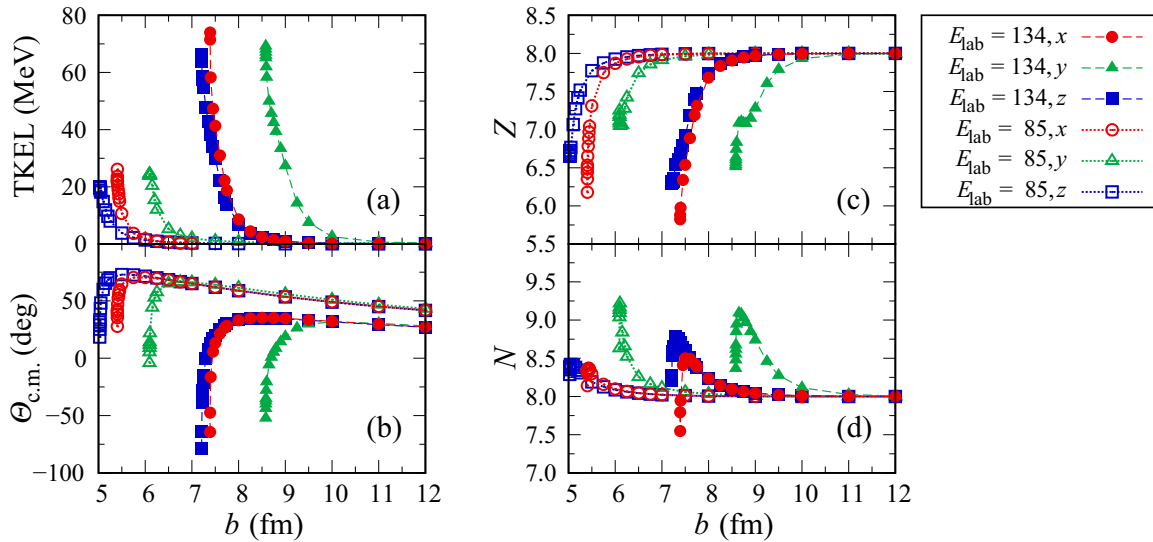 TKEL (MeV)
80
70
60
40
20
0
(a)
Θc.m. (deg)
50
0
−50
−100
(b)
5 6 7 8 9 10 11 12
b (fm)
Z
8.5
8.0
7.5
7.0
6.5
6.0
5.5
(c)
N
9.5
9.0
8.5
8.0
7.5
7.0
(d)
5 6 7 8 9 10 11 12
b (fm)
Elab = 134, x
Elab = 134, y
Elab = 134, z
Elab = 85, x
Elab = 85, y
Elab = 85, z